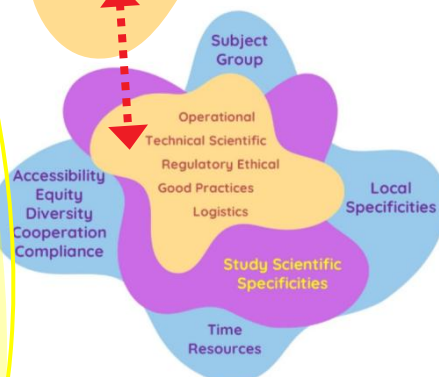 Subject
Group
Operational
Technical Scientific
Regulatory Ethical
Good Practices
Logistics
Accessibility
Equity
Diversity
Cooperation
Compliance
Local
Specificities
Study Scientific
Specificities
Time
Resources